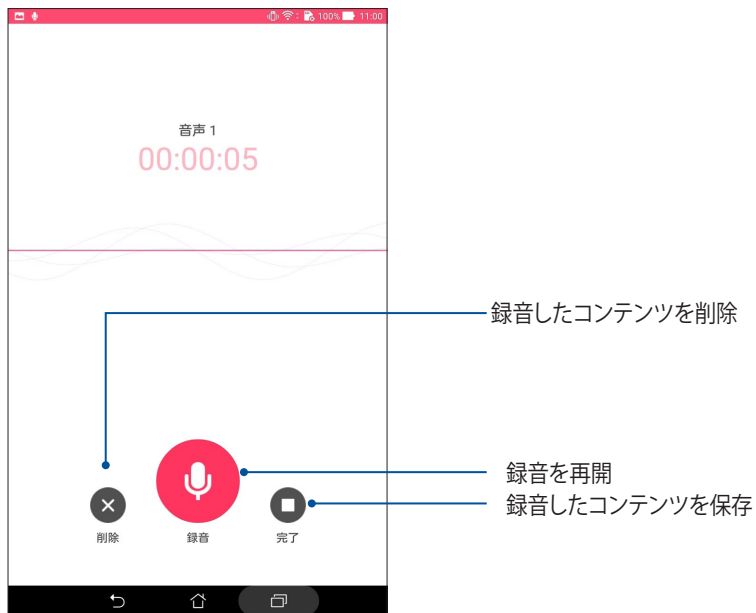 100% 11:00
音声 1
00:00:05
録音したコンテンツを削除
録音を再開
録音したコンテンツを保存
削除
録音
完了